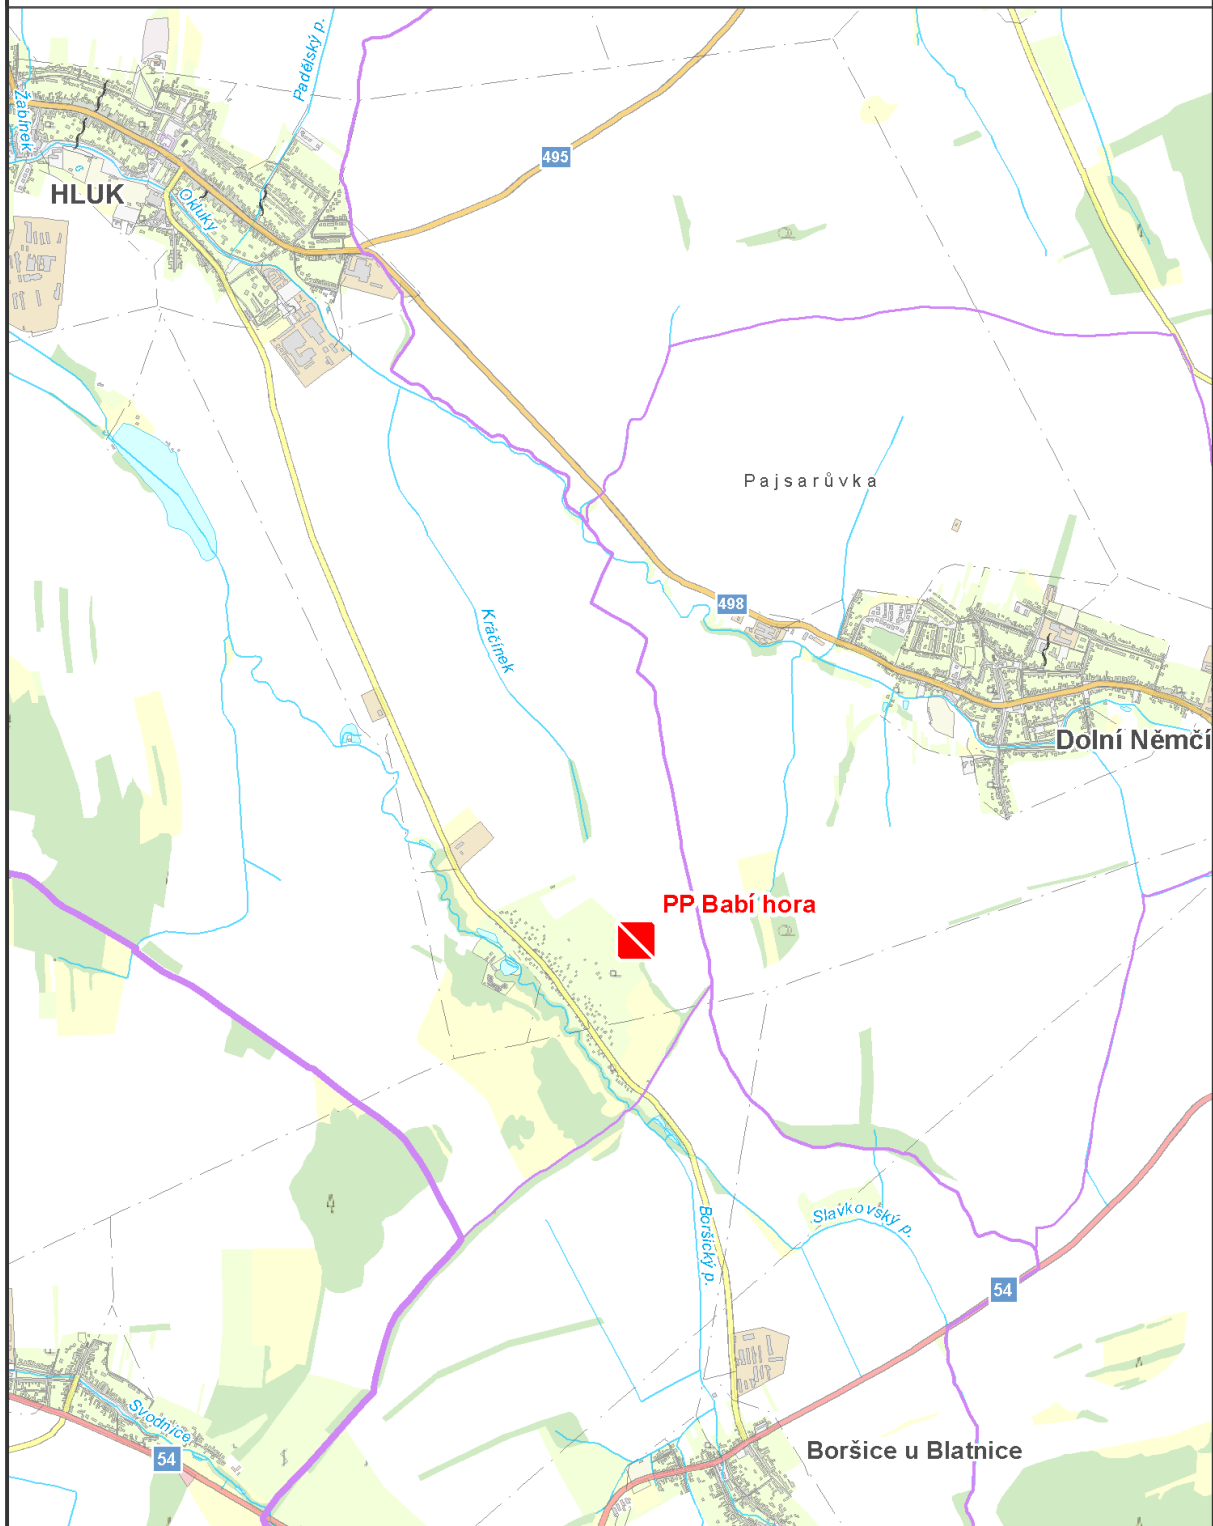 Padělský p.
Žabínek
495
HLUK
Okluky
Pajsarůvka
498
Kráčínek
Dolní Němčí
PP Babí hora
Slavkovský p.
Boršický p.
54
Svodnice
54
Boršice u Blatnice